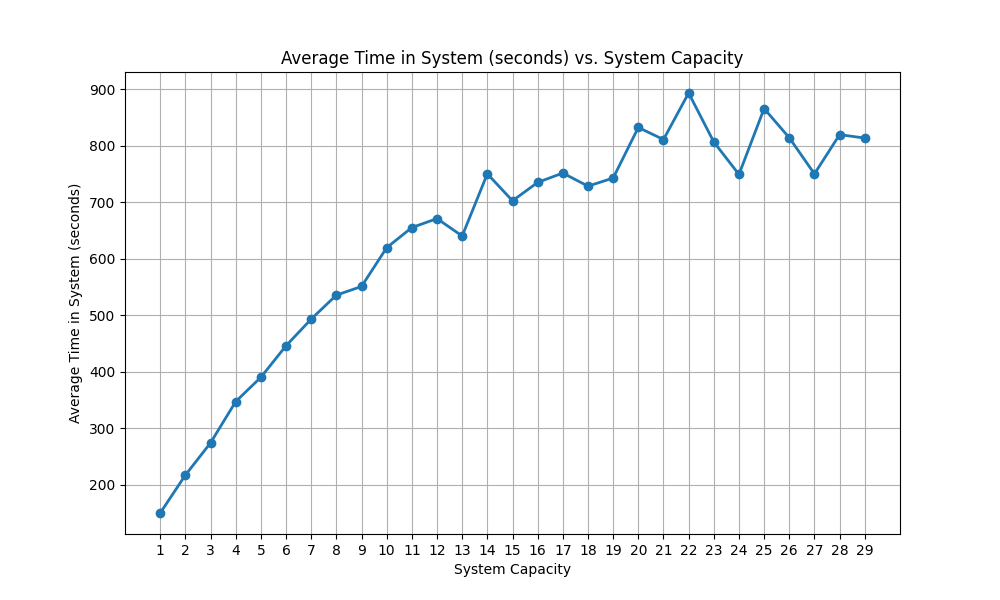 Average Time in System (seconds) vs. System Capacity
Average Time in System (seconds)
900
800
700
600
500
400
300
200
1 2 3 4 5 6 7 8 9 10 11 12 13 14 15 16 17 18 19 20 21 22 23 24 25 26 27 28 29
System Capacity